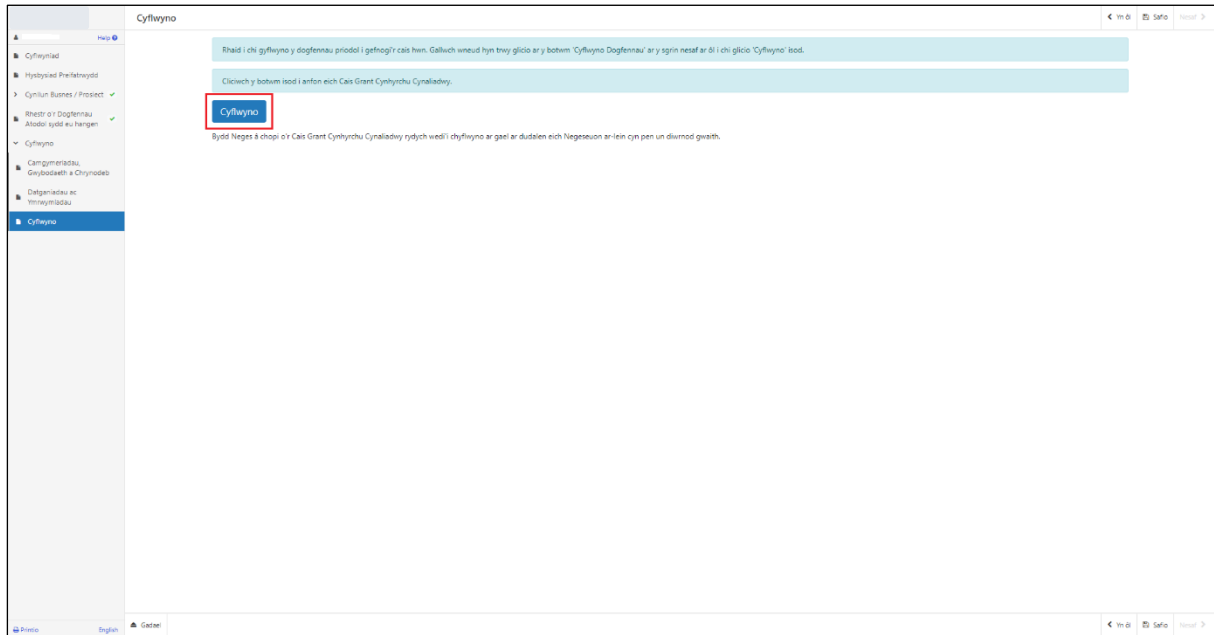 Cyflwyno
Yn ôl
Safio
Nesaf
Help
Cyflwyniad
Hysbysiad Preifatrwydd
Cynllun Busnes / Prosiect
Rhestr o'r Dogfennau
Atodol sydd eu hangen
Cyflwyno
Camgymeriadau,
Gwybodaeth a Chrynodeb
Datganiadau ac
Ymrwymiadau
Cyflwyno
Rhaid i chi gyflwyno y dogfennau priodol i gefnogi'r cais hwn. Gallwch wneud hyn trwy glicio ar y botwm 'Cyflwyno Dogfennau' ar y sgrin nesaf ar ôl i chi glicio 'Cyflwyno' isod.
Cliciwch y botwm isod i anfon eich Cais Grant Cynhyrchu Cynaliadwy.
Cyflwyno
Bydd Neges â chopi o'r Cais Grant Cynhyrchu Cynaliadwy rydych wedi'i chyflwyno ar gael ar dudalen eich Negeseuon ar-lein cyn pen un diwrnod gwaith.
Printio
English
Gadael
Yn ôl
Safio
Nesaf